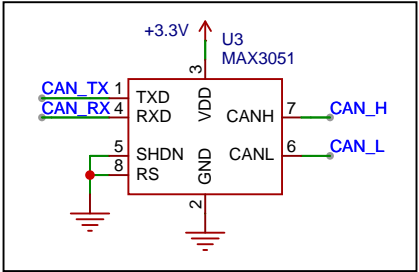 +3.3V
U3
MAX3051
CAN_TX 1 TXD
CAN_RX 4 RXD
3
VDD
CANH 7 CAN_H
5 SHDN
8 RS
CANL 6 CAN_L
GND
2